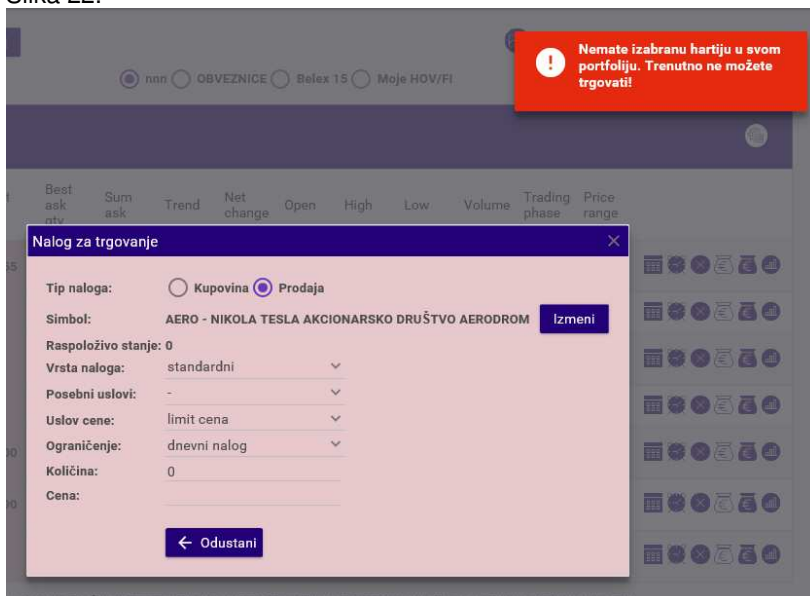 Slika 22.
Nemate izabranu hartiju u svom
portfoliju. Trenutno ne možete
trgovati!
nnn OBVEZNICE Belex 15 Moje HOV/FI
Best ask qty Sum ask Trend Net change Open High Low Volume Trading phase Price range
Nalog za trgovanje
Tip naloga: Kupovina Prodaja
Simbol: AERO - NIKOLA TESLA AKCIONARSKO DRUŠTVO AERODROM Izmeni
Raspoloživo stanje: 0
Vrsta naloga: standardni
Posebni uslovi: -
Uslov cene: limit cena
Ograničenje: dnevni nalog
Količina: 0
Cena:
Odustani